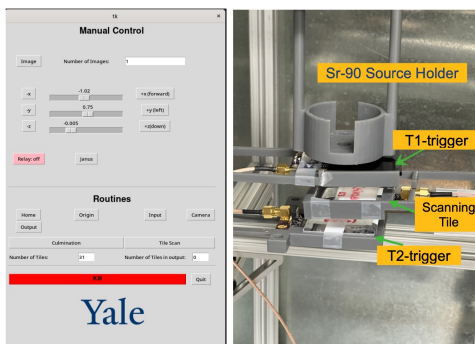 tk
×
Manual Control
Image
Number of Images:
1
-x
-1.02
+x (forward)
-y
0.75
+y (left)
-z
-0.005
+z(down)
Relay: off
Janus
Routines
Home
Origin
Input
Camera
Output
Culmination
Tile Scan
Number of Tiles:
31
Number of Tiles in output:
0
Kill
Quit
Yale
Sr-90 Source Holder
T1-trigger
Scanning
Tile
T2-trigger